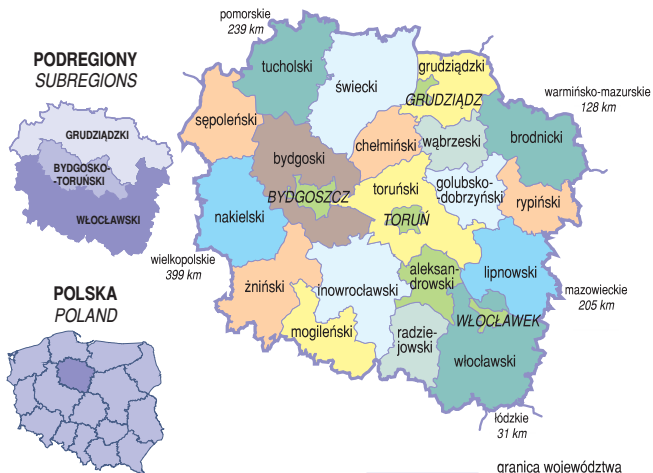 PODREGIONY
SUBREGIONS
GRUDZIĄDZKI
BYDGOSKO-
-TORUŃSKI
WŁOCŁAWSKI
POLSKA
POLAND
pomorskie
239 km
warmińsko-mazurskie
128 km
wielkopolskie
399 km
mazowieckie
205 km
łódzkie
31 km
tucholski
świecki
grudziądzki
GRUDZIĄDZ
sępoleński
chełmiński
wąbrzeski
brodnicki
bydgoski
BYDGOSZCZ
toruński
TORUŃ
golubsko-
-dobrzyński
rypiński
nakielski
aleksan-
drowski
lipnowski
żniński
inowrocławski
WŁOCŁAWEK
mogileński
radzie-
jowski
włocławski
granica województwa